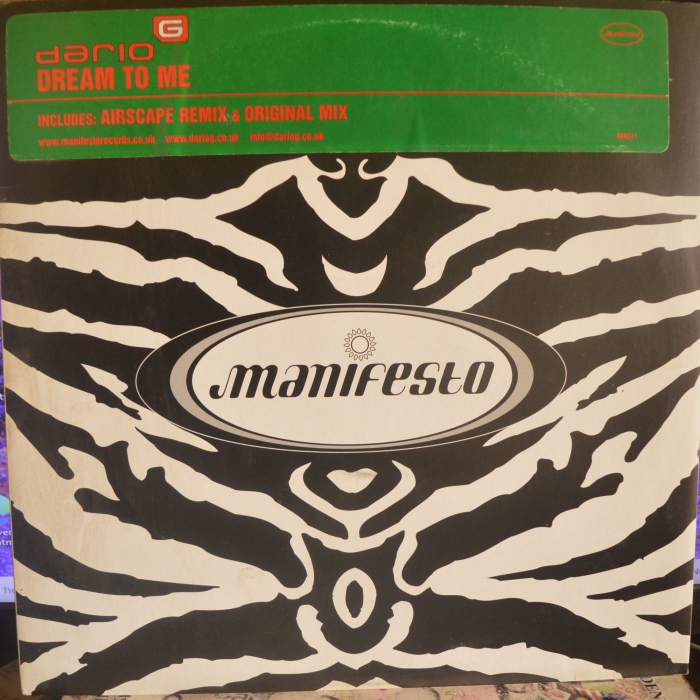 dario G
DREAM TO ME
INCLUDES: AIRSCAPE REMIX & ORIGINAL MIX
www.manifestorecords.co.uk www.dariog.co.uk info@dariog.co.uk
manifesto